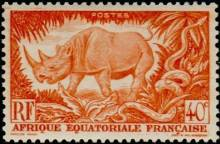 POSTES
RF
40c
AFRIQUE EQUATORIALE FRANÇAISE